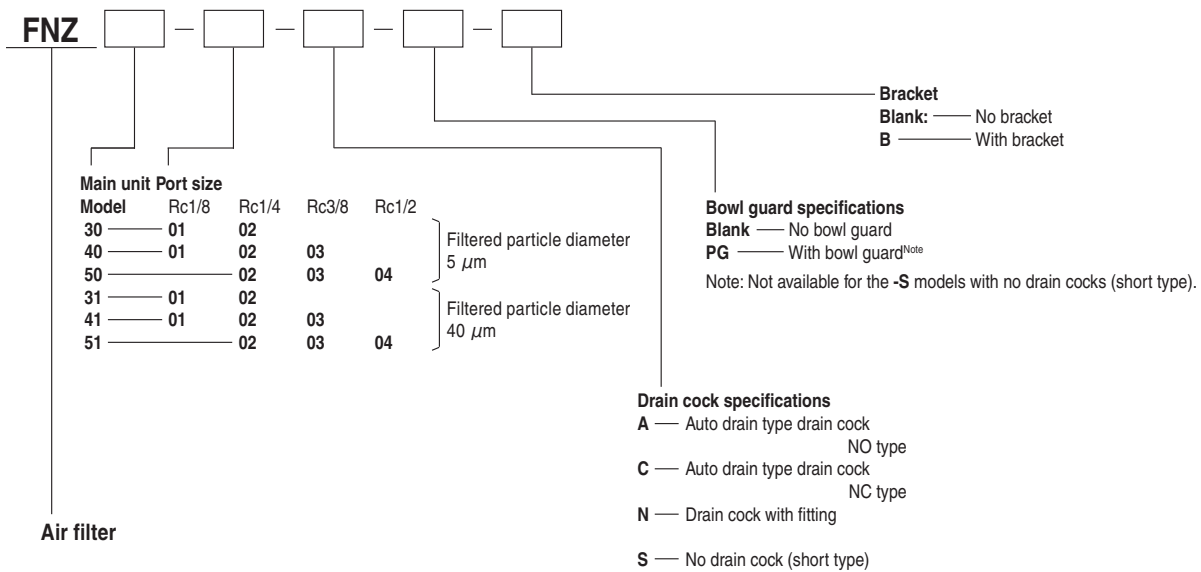 FNZ — — — —
Bracket
Blank: — No bracket
B — With bracket
Main unit Port size
Model Rc1/8 Rc1/4 Rc3/8 Rc1/2
30 — 01 02
40 — 01 02 03
50 — 02 03 04
Filtered particle diameter
5 μm
31 — 01 02
41 — 01 02 03
51 — 02 03 04
Filtered particle diameter
40 μm
Bowl guard specifications
Blank — No bowl guard
PG — With bowl guardNote
Note: Not available for the -S models with no drain cocks (short type).
Drain cock specifications
A — Auto drain type drain cock
NO type
C — Auto drain type drain cock
NC type
N — Drain cock with fitting
S — No drain cock (short type)
Air filter